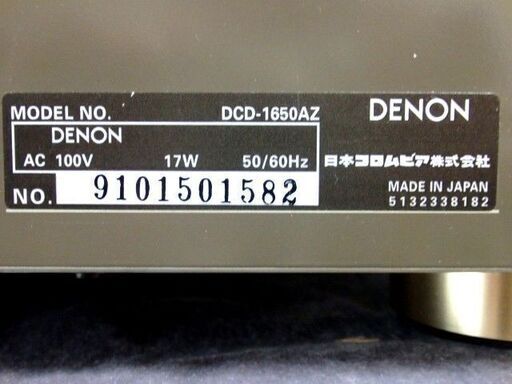 MODEL NO. DCD-1650AZ
DENON
AC 100V 17W 50/60Hz
NO. 9101501582
DENON
日本コロムビア株式会社
MADE IN JAPAN
5132338182